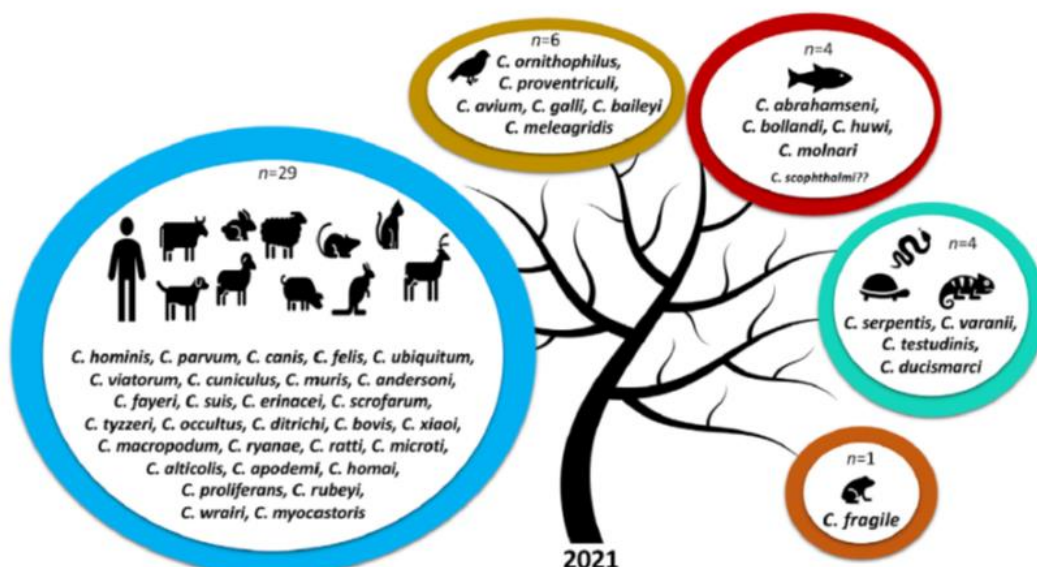 n=6
C. ornithophilus,
C. proventriculi,
C. avium, C. galli, C. baileyi
C. meleagridis
n=4
C. abrahamseni,
C. bollandi, C. huwi,
C. molnari
C. scophthalmi??
n=29
C. hominis, C. parvum, C. canis, C. felis, C. ubiquitum,
C. viatorum, C. cuniculus, C. muris, C. andersoni,
C. fayeri, C. suis, C. erinacei, C. scrofarum,
C. tyzzeri, C. occultus, C. ditrichi, C. bovis, C. xiaoi,
C. macropodum, C. ryanae, C. ratti, C. microti,
C. alticolis, C. apodemi, C. homai,
C. proliferans, C. rubeyi,
C. wrairi, C. myocastoris
n=4
C. serpentis, C. varanii,
C. testudinis,
C. ducismarci
n=1
C. fragile
2021